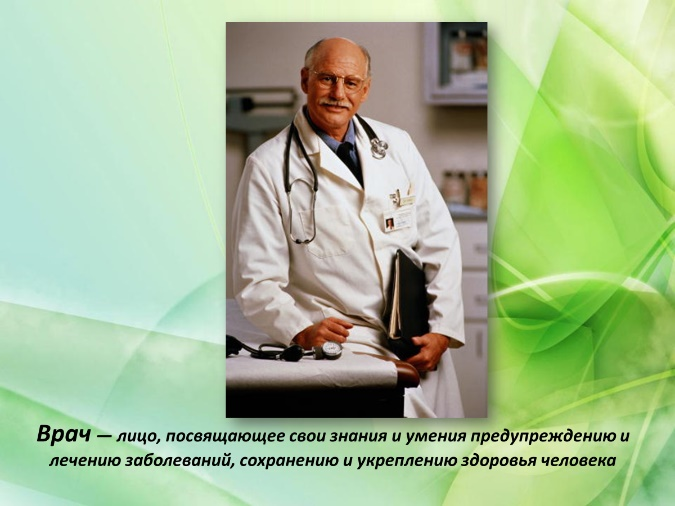 Врач — лицо, посвящающее свои знания и умения предупреждению и
лечению заболеваний, сохранению и укреплению здоровья человека